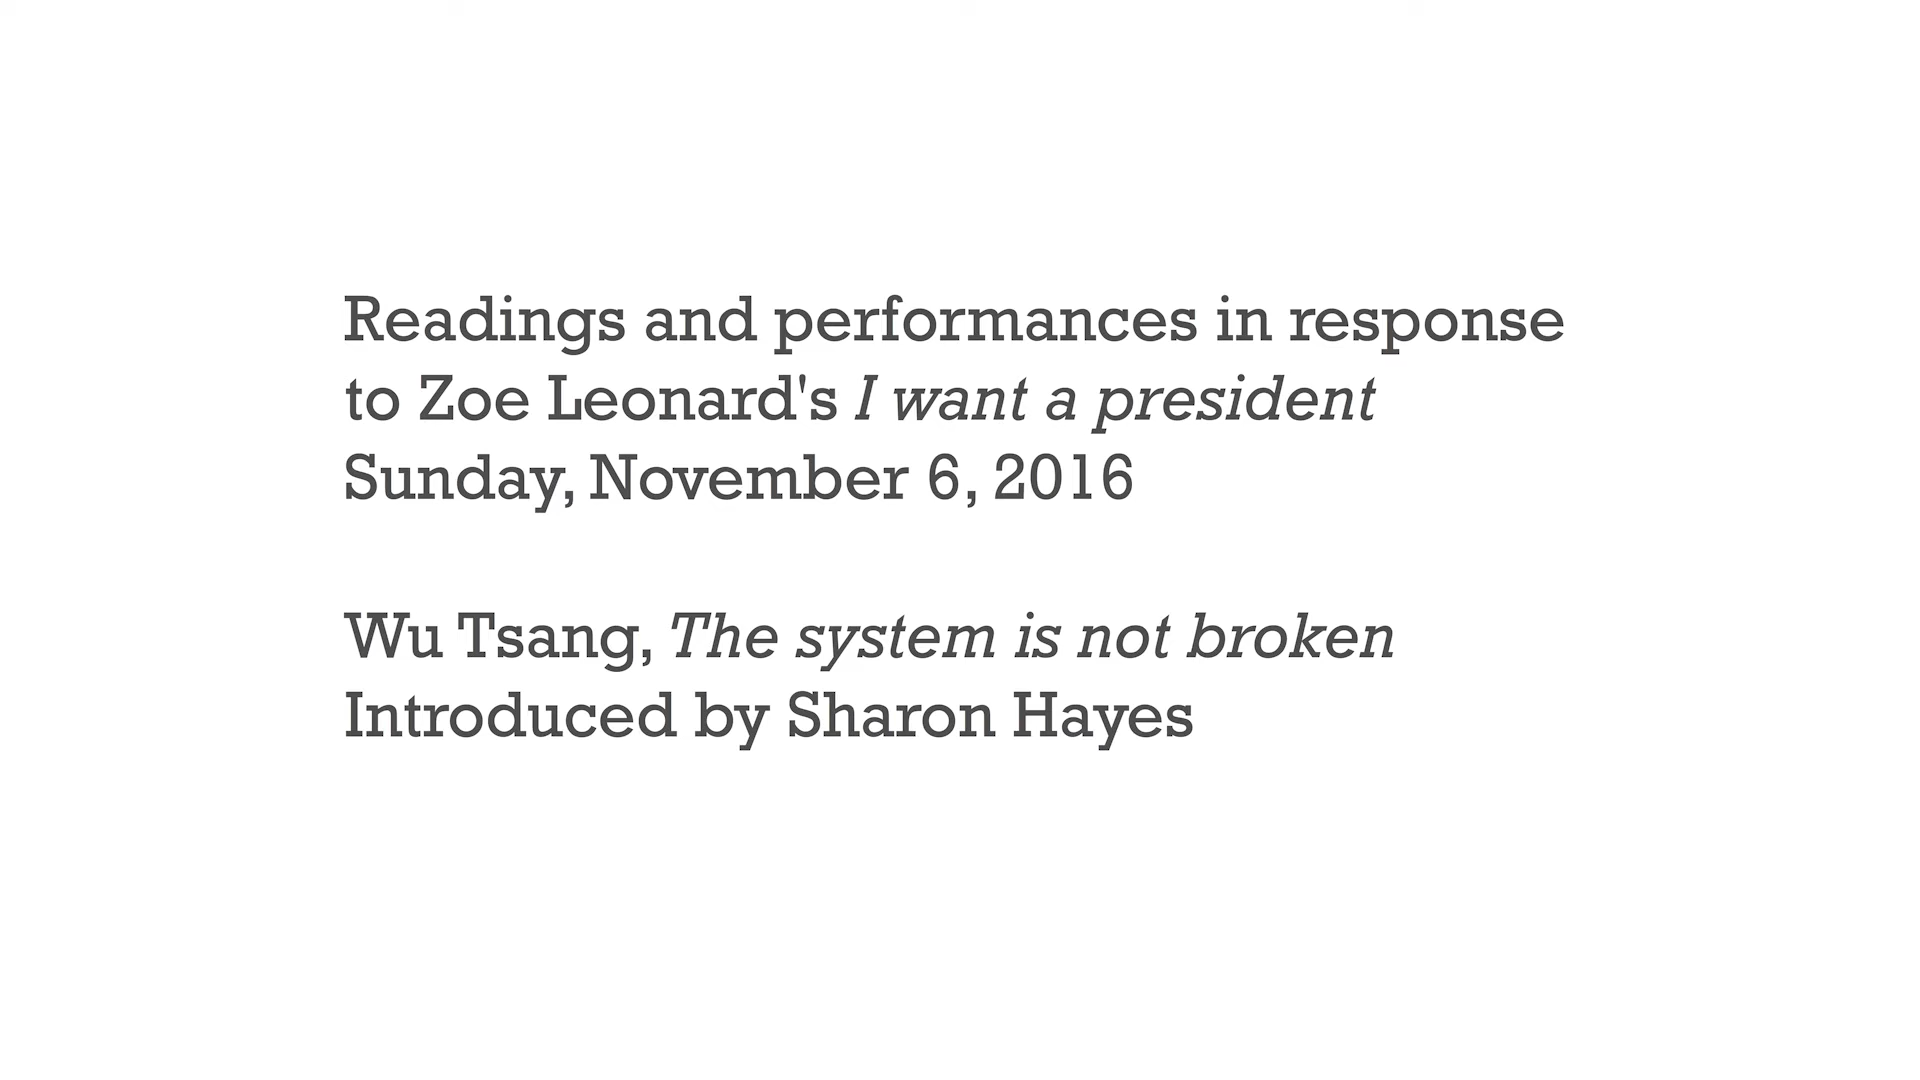 Readings and performances in response
to Zoe Leonard's I want a president
Sunday, November 6, 2016
Wu Tsang, The system is not broken
Introduced by Sharon Hayes